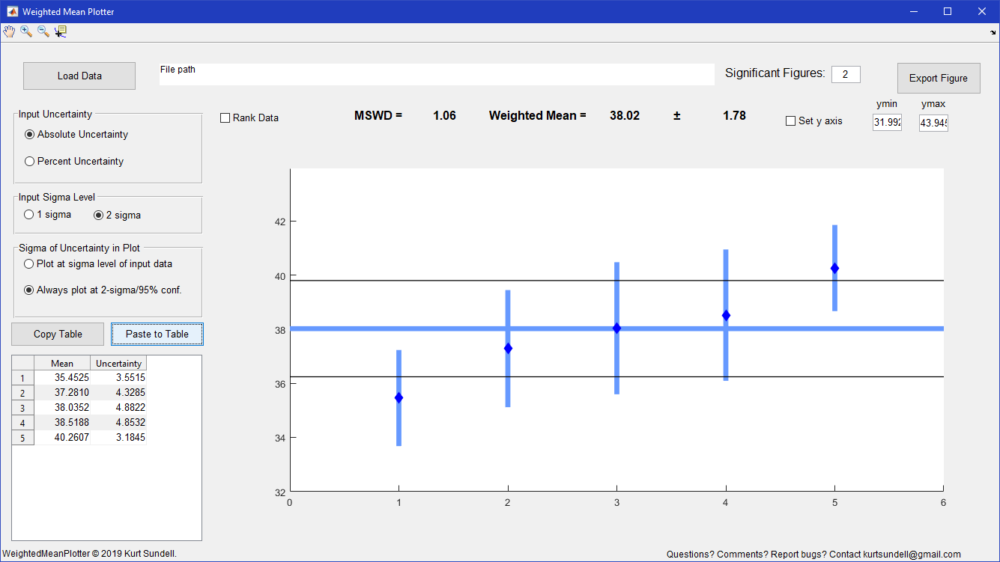 Weighted Mean Plotter
Load Data
File path
Significant Figures: 2
Export Figure
Input Uncertainty
Absolute Uncertainty
Percent Uncertainty
Rank Data
MSWD = 1.06 Weighted Mean = 38.02 ± 1.78
Set y axis
ymin ymax
31.992 43.945
Input Sigma Level
1 sigma 2 sigma
Sigma of Uncertainty in Plot
Plot at sigma level of input data
Always plot at 2-sigma/95% conf.
Copy Table Paste to Table
Mean Uncertainty
1 35.4525 3.5515
2 37.2810 4.3285
3 38.0352 4.8822
4 38.5188 4.8532
5 40.2607 3.1845
42
40
38
36
34
32
0 1 2 3 4 5 6
WeightedMeanPlotter © 2019 Kurt Sundell.
Questions? Comments? Report bugs? Contact kurtsundell@gmail.com